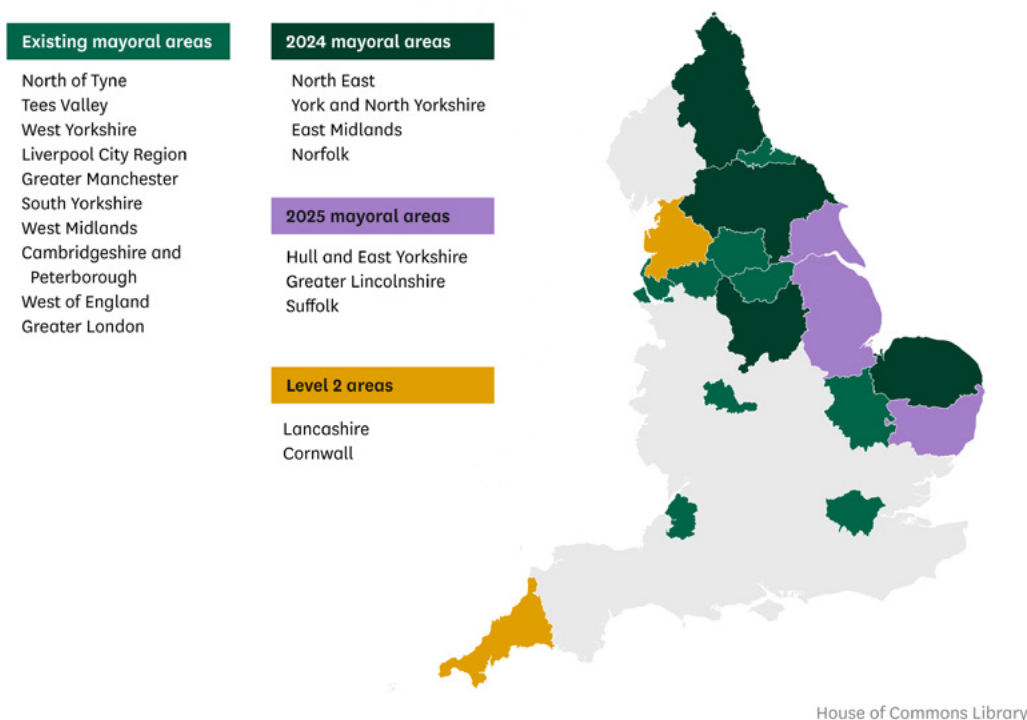 Existing mayoral areas
North of Tyne
Tees Valley
West Yorkshire
Liverpool City Region
Greater Manchester
South Yorkshire
West Midlands
Cambridgeshire and
Peterborough
West of England
Greater London
2024 mayoral areas
North East
York and North Yorkshire
East Midlands
Norfolk
2025 mayoral areas
Hull and East Yorkshire
Greater Lincolnshire
Suffolk
Level 2 areas
Lancashire
Cornwall
House of Commons Library